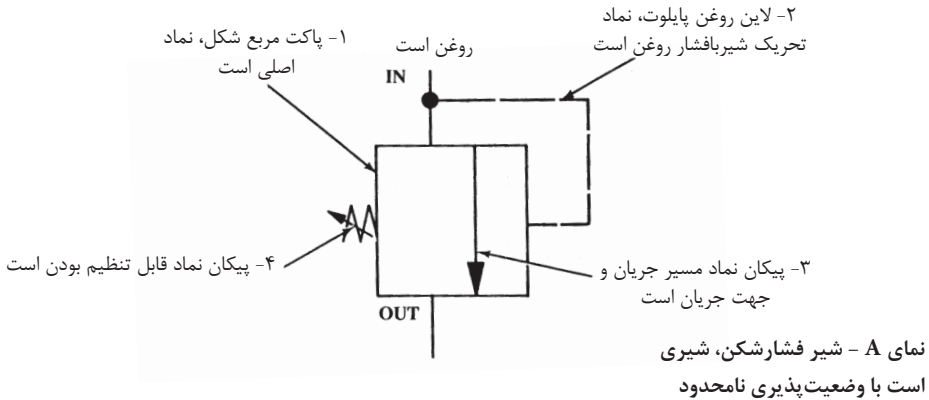 ۲- لاین روغن پایلوت، نماد
تحریک شیربافشار روغن است
۱- پاکت مربع شکل، نماد
اصلی است
روغن است
IN
۴- پیکان نماد قابل تنظیم بودن است
۳- پیکان نماد مسیر جریان و
جهت جریان است
OUT
نمای A - شیر فشارشکن، شیری
است با وضعیت‌پذیری نامحدود